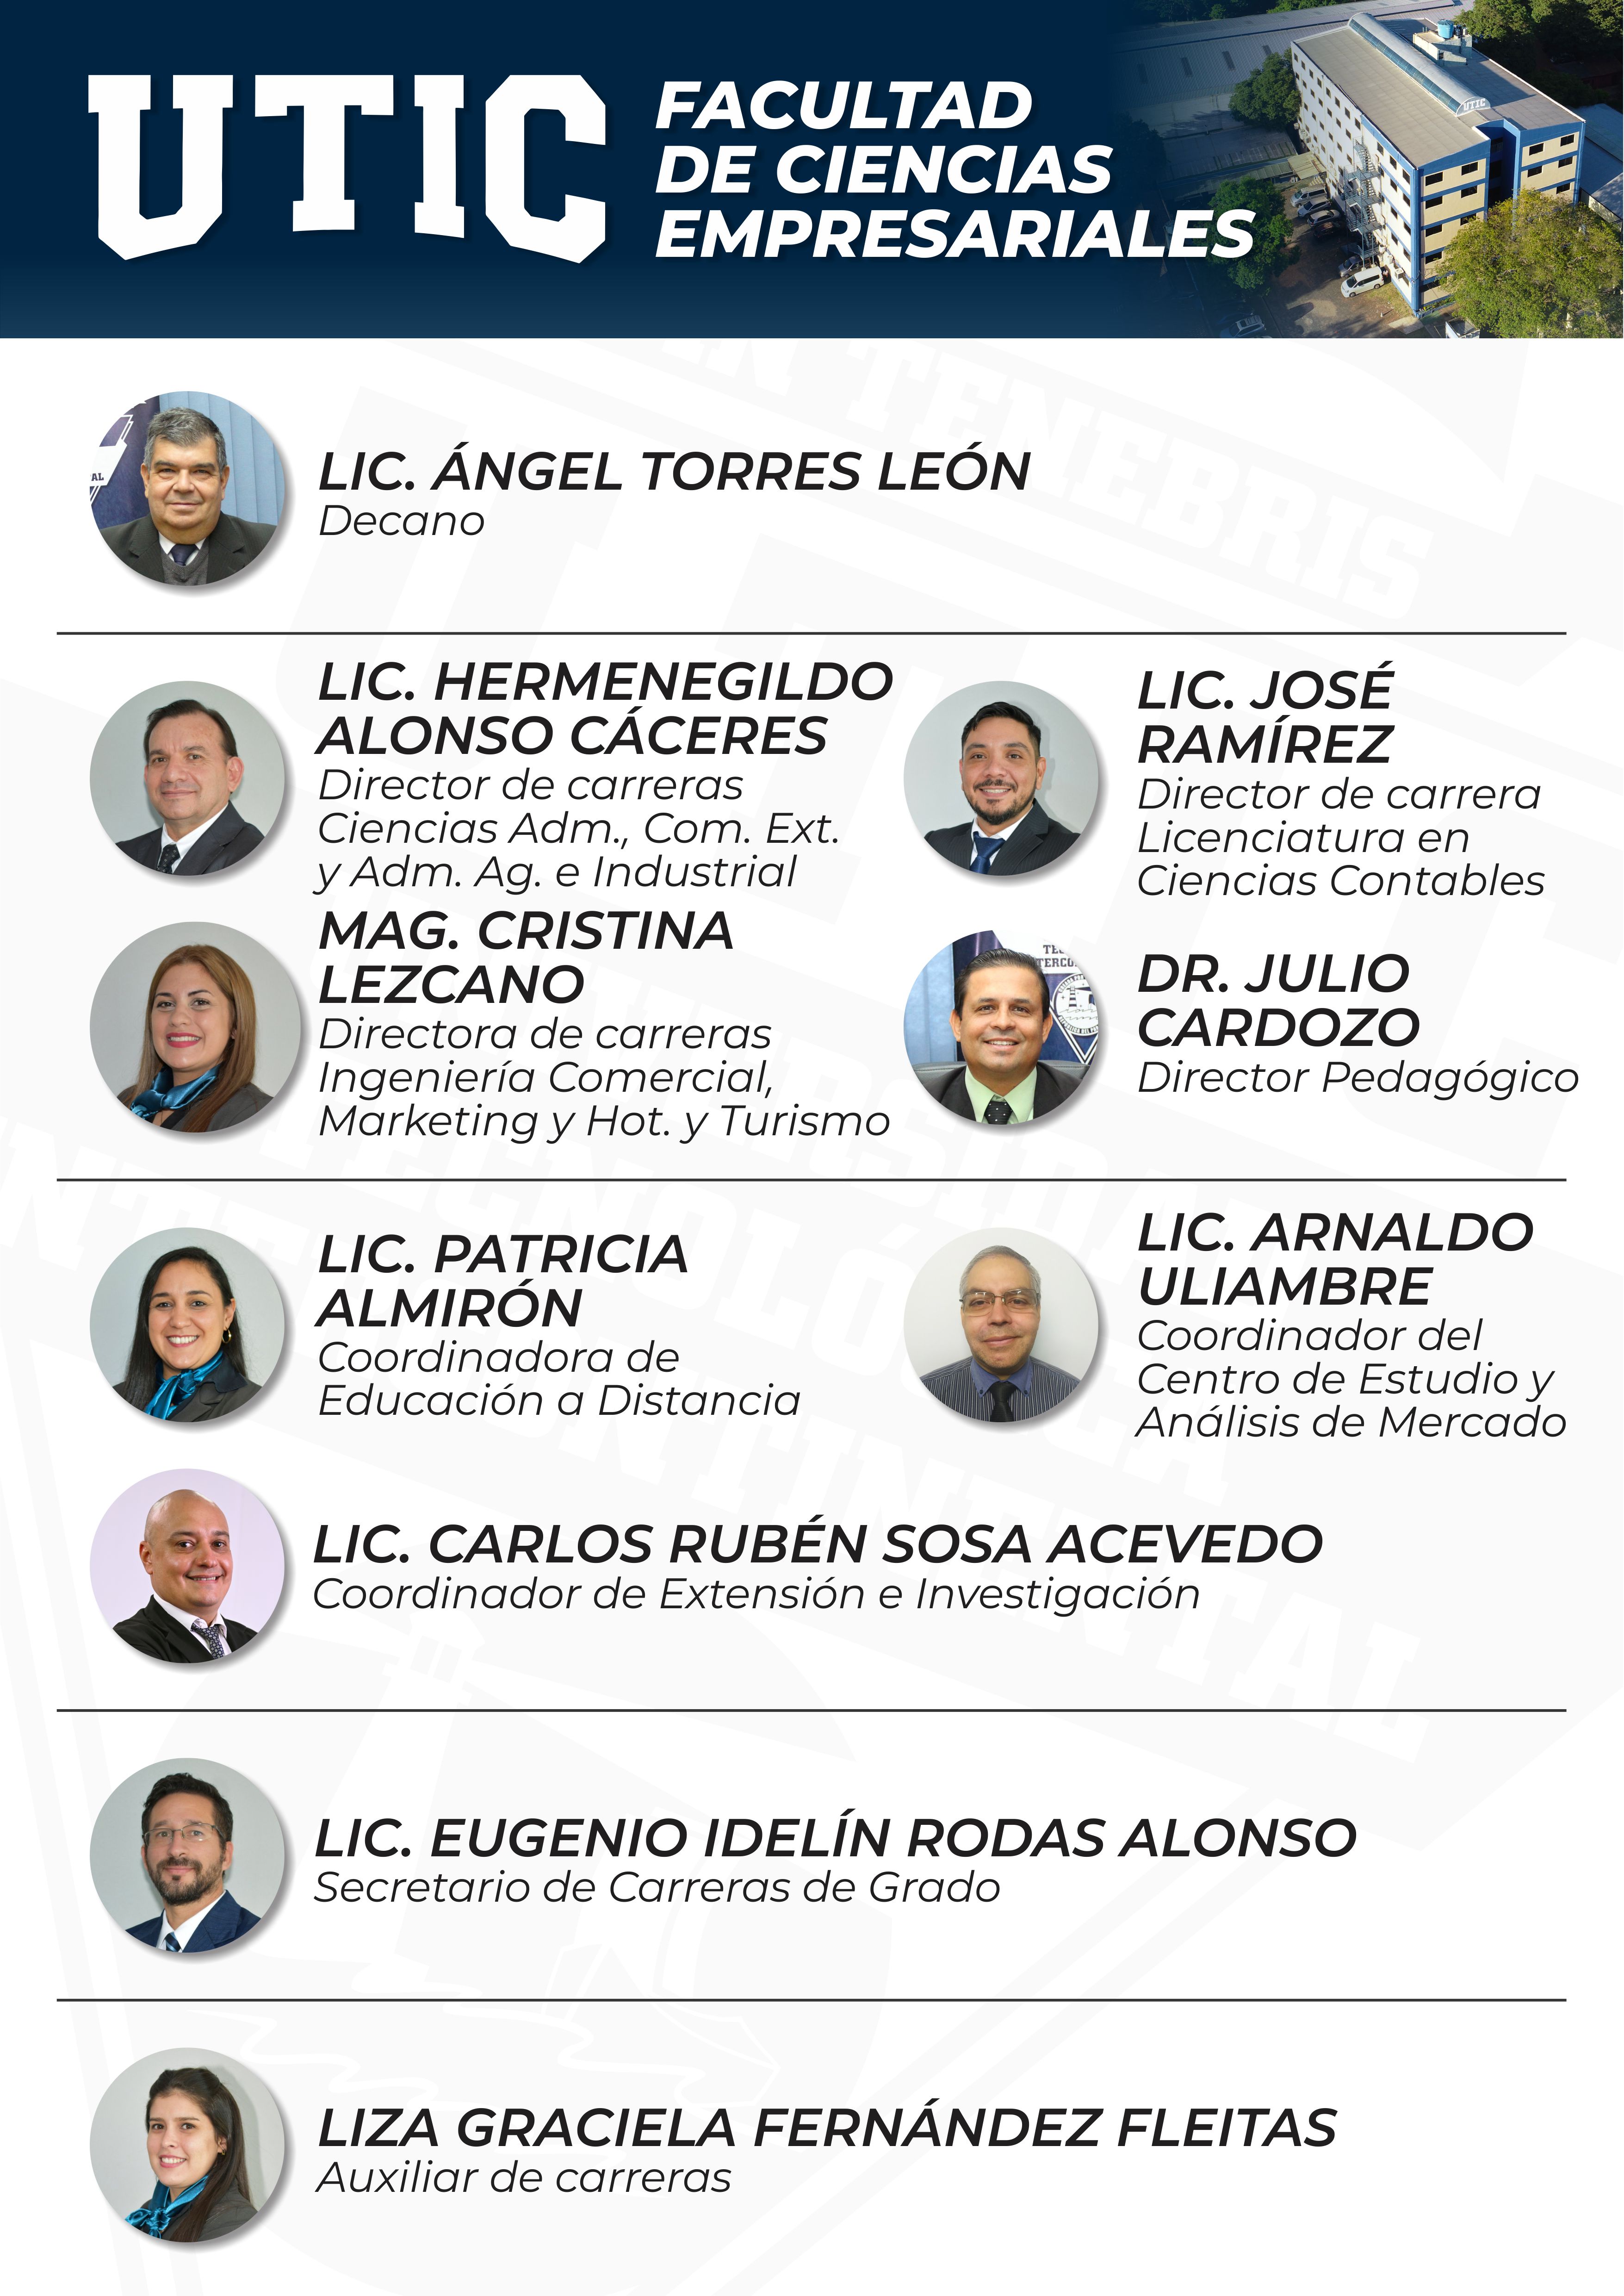 UTIC
FACULTAD
DE CIENCIAS
EMPRESARIALES
UTIC
LIC. ÁNGEL TORRES LEÓN
Decano
LIC. HERMENEGILDO
ALONSO CÁCERES
Director de carreras
Ciencias Adm., Com. Ext.
y Adm. Ag. e Industrial
LIC. JOSÉ
RAMÍREZ
Director de carrera
Licenciatura en
Ciencias Contables
MAG. CRISTINA
LEZCANO
Directora de carreras
Ingeniería Comercial,
Marketing y Hot. y Turismo
DR. JULIO
CARDOZO
Director Pedagógico
LIC. PATRICIA
ALMIRÓN
Coordinadora de
Educación a Distancia
LIC. ARNALDO
ULIAMBRE
Coordinador del
Centro de Estudio y
Análisis de Mercado
LIC. CARLOS RUBÉN SOSA ACEVEDO
Coordinador de Extensión e Investigación
LIC. EUGENIO IDELÍN RODAS ALONSO
Secretario de Carreras de Grado
LIZA GRACIELA FERNÁNDEZ FLEITAS
Auxiliar de carreras